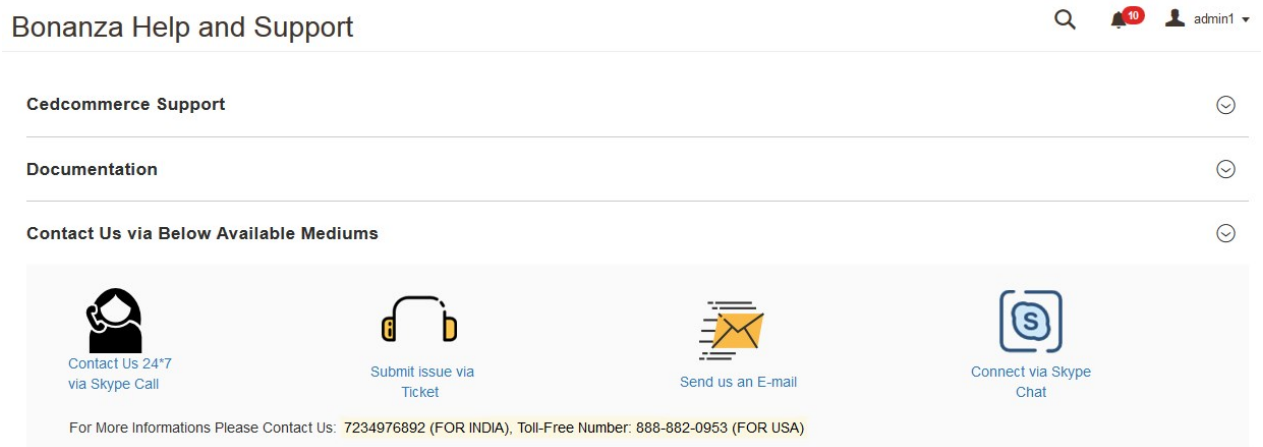 Bonanza Help and Support
10
admin1
Cedcommerce Support
Documentation
Contact Us via Below Available Mediums
S
Contact Us 24*7
via Skype Call
Submit issue via
Ticket
Send us an E-mail
Connect via Skype
Chat
For More Informations Please Contact Us: 7234976892 (FOR INDIA), Toll-Free Number: 888-882-0953 (FOR USA)